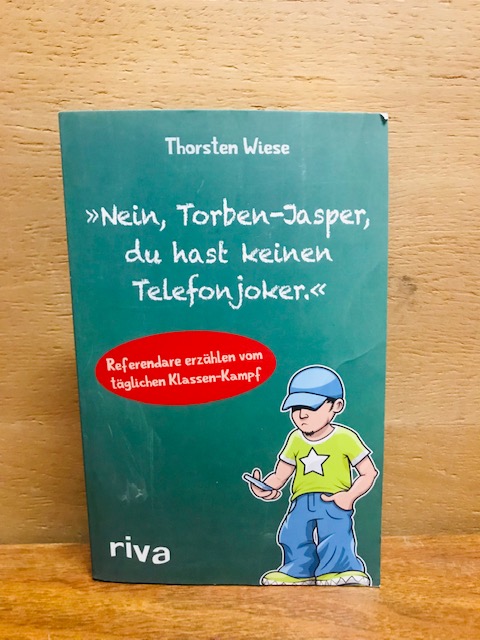 Thorsten Wiese
»Nein, Torben-Jasper,
du hast keinen
Telefonjoker.«
Referendare erzählen vom
täglichen Klassen-Kampf
riva